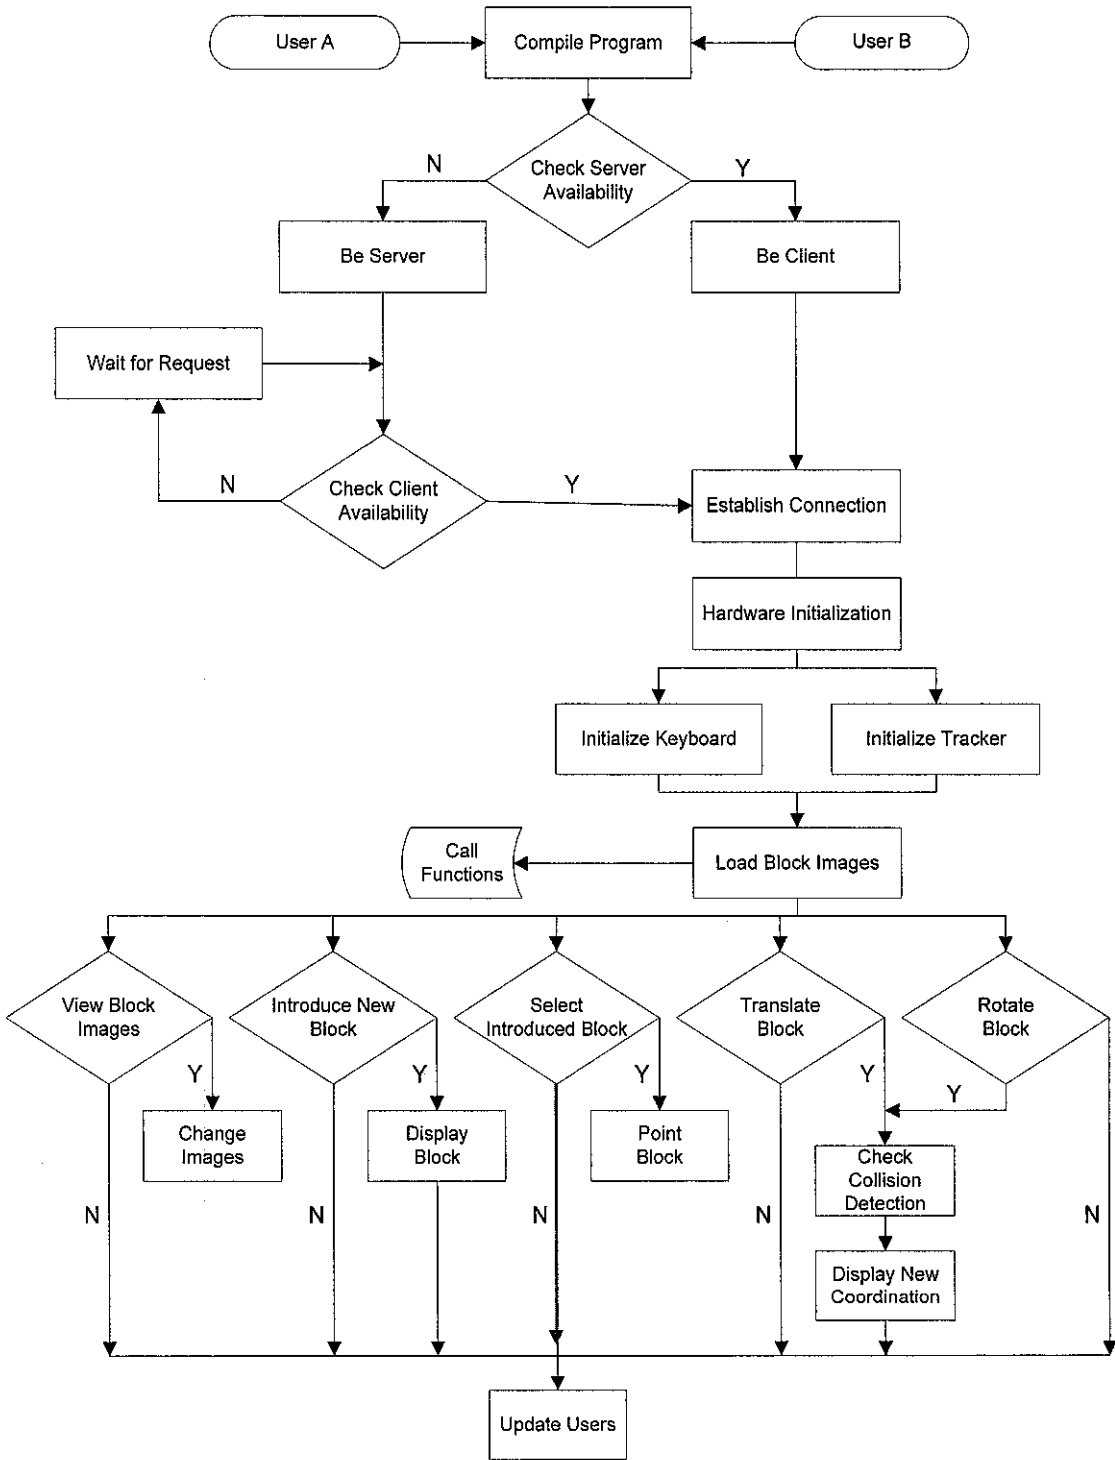 User A
Compile Program
User B
N
Check Server
Availability
Y
Be Server
Be Client
Wait for Request
N
Check Client
Availability
Y
Establish Connection
Hardware Initialization
Initialize Keyboard
Initialize Tracker
Call
Functions
Load Block Images
View Block
Images
Introduce New
Block
Select
Introduced Block
Translate
Block
Rotate
Block
Y
Y
Y
Y
Y
Change
Images
Display
Block
Point
Block
Check
Collision
Detection
N
N
N
N
N
Display New
Coordination
Update Users